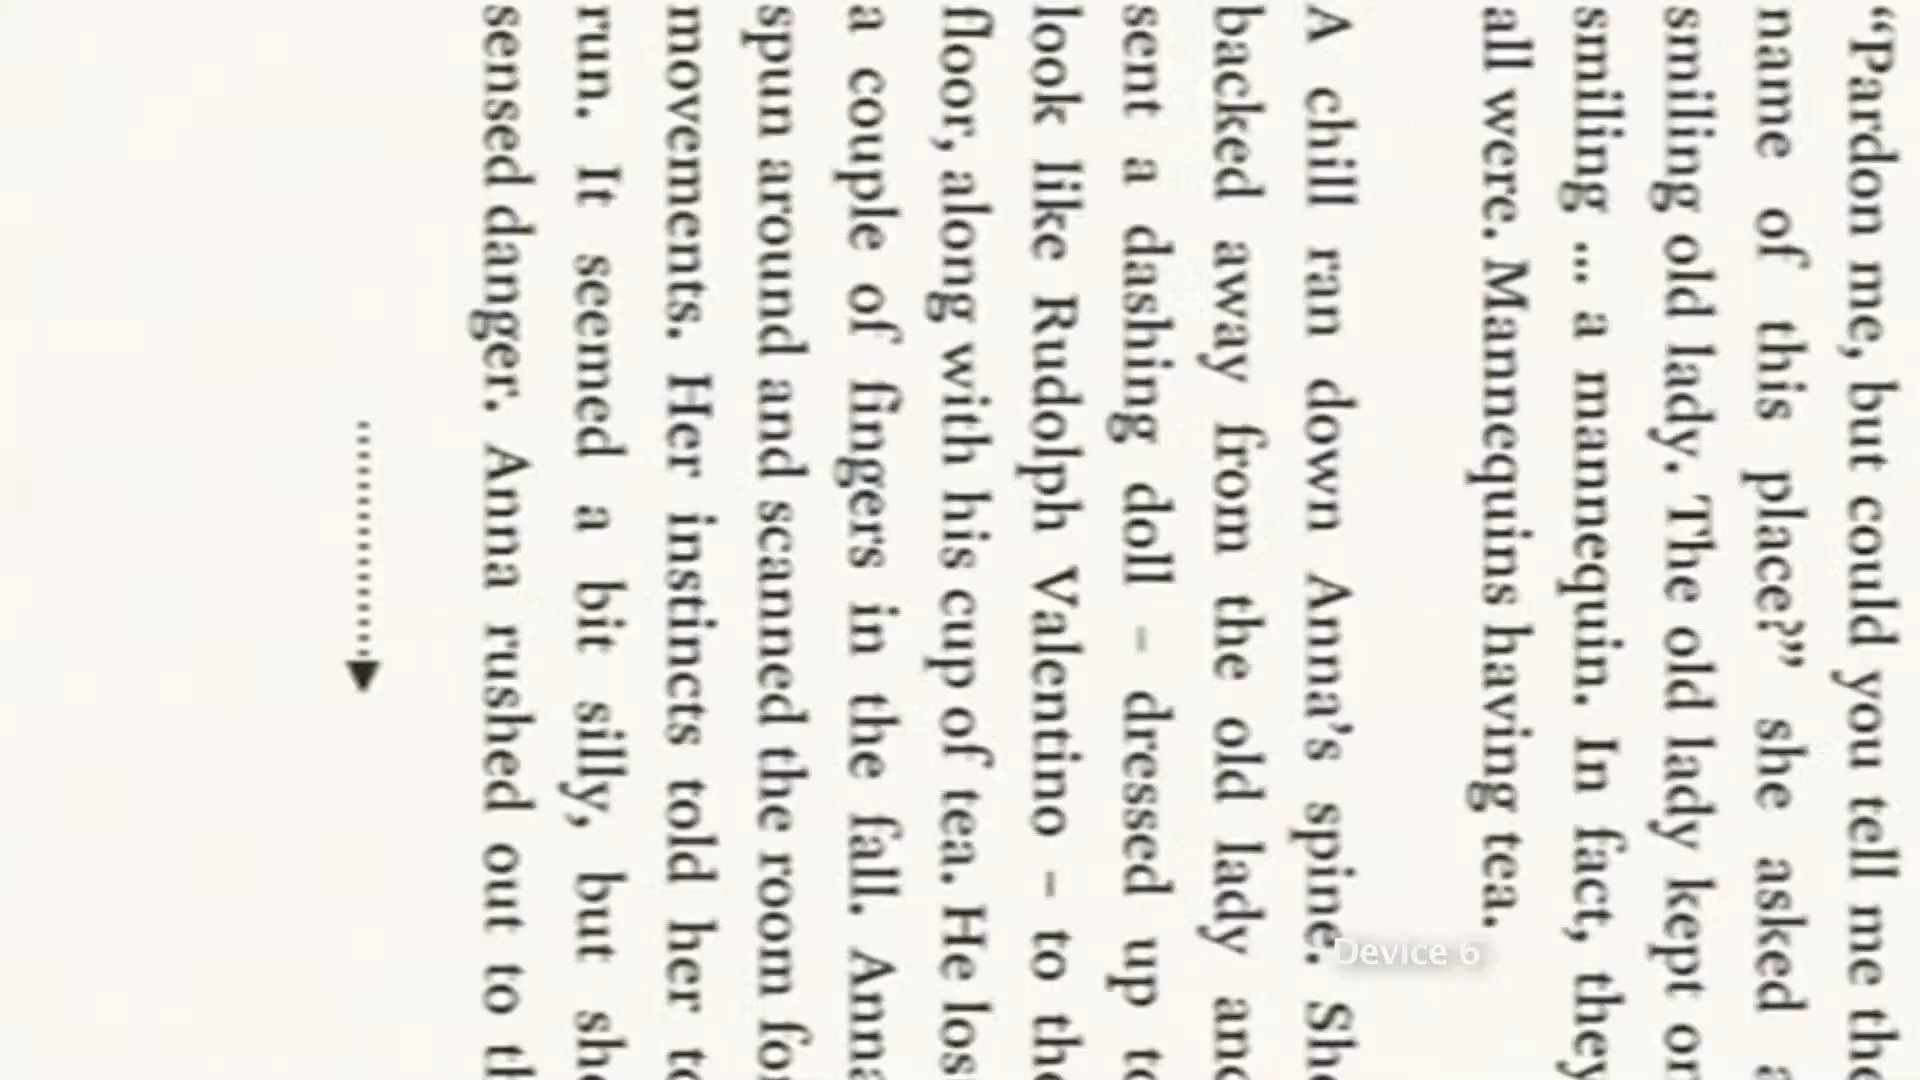 “Pardon me, but could you tell me the
name of this place?” she asked a
smiling old lady. The old lady kept on
smiling ... a mannequin. In fact, they
all were. Mannequins having tea.
A chill ran down Anna’s spine. She
backed away from the old lady and
sent a dashing doll – dressed up to
look like Rudolph Valentino – to the
floor, along with his cup of tea. He lost
a couple of fingers in the fall. Anna
spun around and scanned the room for
movements. Her instincts told her to
run. It seemed a bit silly, but she
sensed danger. Anna rushed out to
Device 6